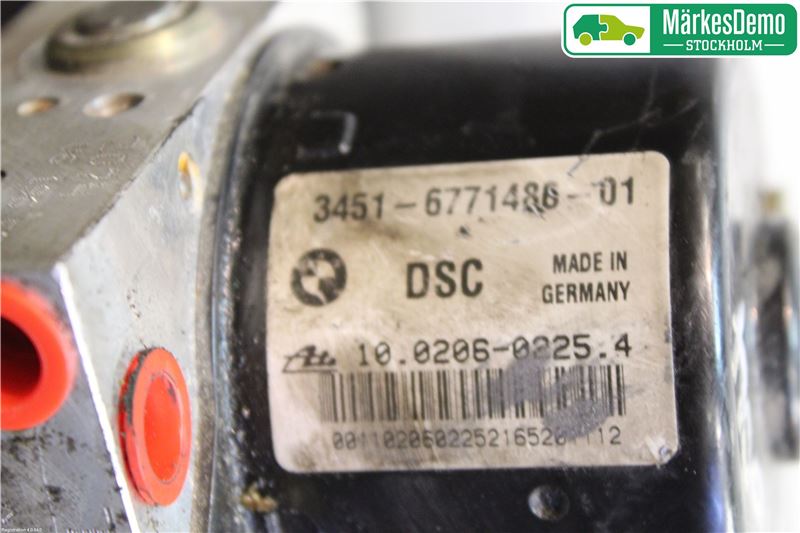 MärkesDemo
STOCKHOLM
3451-6771486-01
DSC
MADE IN
GERMANY
10.0206-0225.4